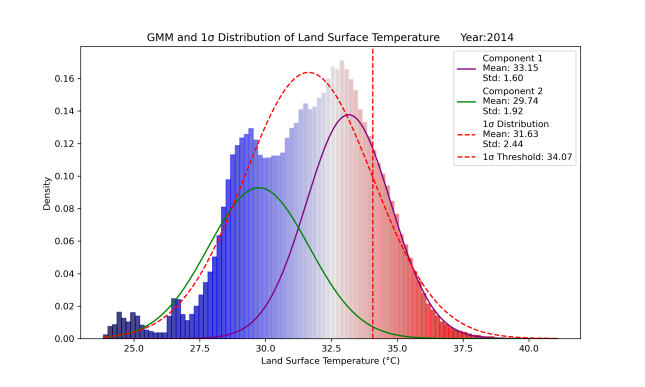 GMM and 1σ Distribution of Land Surface Temperature Year:2014
Component 1
Mean: 33.15
Std: 1.60
Component 2
Mean: 29.74
Std: 1.92
1σ Distribution
Mean: 31.63
Std: 2.44
1σ Threshold: 34.07
Density
0.16
0.14
0.12
0.10
0.08
0.06
0.04
0.02
0.00
25.0 27.5 30.0 32.5 35.0 37.5 40.0
Land Surface Temperature (°C)